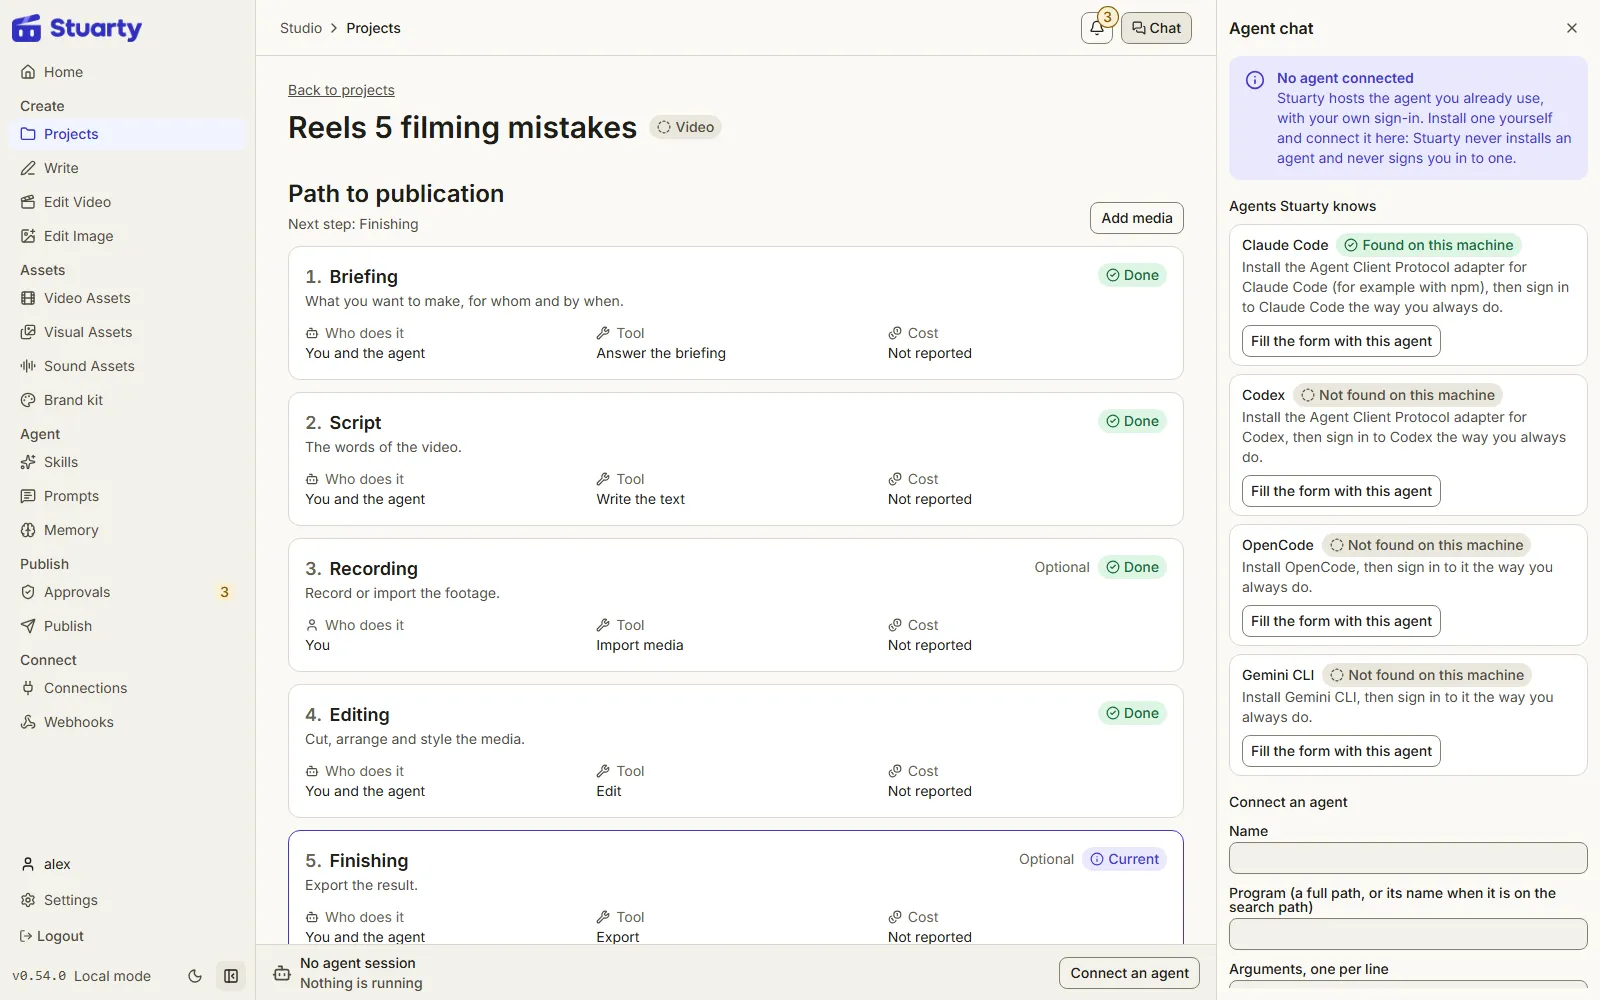 Stuarty
Home
Create
Projects
Write
Edit Video
Edit Image
Assets
Video Assets
Visual Assets
Sound Assets
Brand kit
Agent
Skills
Prompts
Memory
Publish
Approvals 3
Publish
Connect
Connections
Webhooks
alex
Settings
Logout
v0.54.0 Local mode
Studio > Projects
3
Chat
Back to projects
Reels 5 filming mistakes Video
Path to publication
Next step: Finishing
Add media
1. Briefing Done
What you want to make, for whom and by when.
Who does it Tool Cost
You and the agent Answer the briefing Not reported
2. Script Done
The words of the video.
Who does it Tool Cost
You and the agent Write the text Not reported
3. Recording Optional Done
Record or import the footage.
Who does it Tool Cost
You Import media Not reported
4. Editing Done
Cut, arrange and style the media.
Who does it Tool Cost
You and the agent Edit Not reported
5. Finishing Optional Current
Export the result.
Who does it Tool Cost
You and the agent Export Not reported
No agent session
Nothing is running
Connect an agent
Agent chat
No agent connected
Stuarty hosts the agent you already use,
with your own sign-in. Install one yourself
and connect it here: Stuarty never installs an
agent and never signs you in to one.
Agents Stuarty knows
Claude Code Found on this machine
Install the Agent Client Protocol adapter for
Claude Code (for example with npm), then sign in
to Claude Code the way you always do.
Fill the form with this agent
Codex Not found on this machine
Install the Agent Client Protocol adapter for
Codex, then sign in to Codex the way you always
do.
Fill the form with this agent
OpenCode Not found on this machine
Install OpenCode, then sign in to it the way you
always do.
Fill the form with this agent
Gemini CLI Not found on this machine
Install Gemini CLI, then sign in to it the way you
always do.
Fill the form with this agent
Connect an agent
Name
Program (a full path, or its name when it is on the
search path)
Arguments, one per line